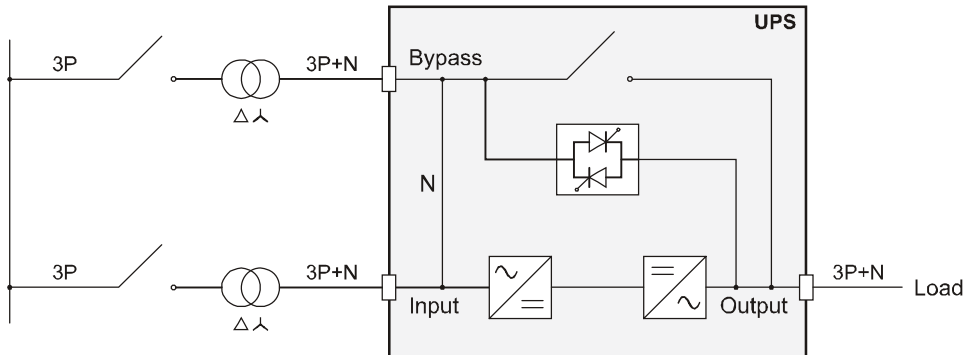 UPS
3P
3P+N
Bypass
Δ
N
3P
3P+N
Input
Output
3P+N
Load
Δ